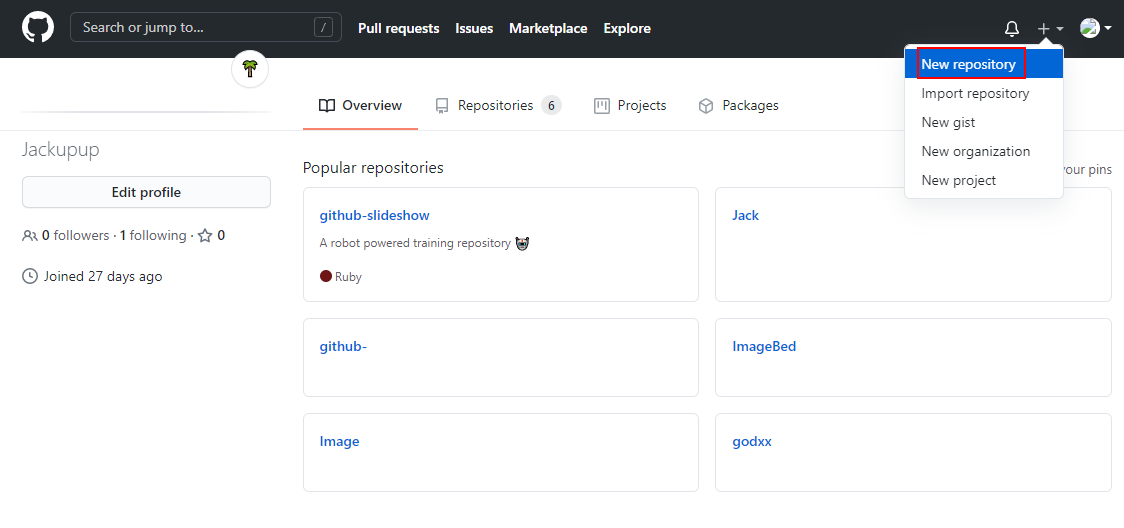 Search or jump to... /
Pull requests Issues Marketplace Explore
New repository
Import repository
New gist
New organization
New project
Overview Repositories 6 Projects Packages
Jackupup
Edit profile
0 followers · 1 following · 0
Joined 27 days ago
Popular repositories
your pins
github-slideshow
A robot powered training repository
Ruby
Jack
github-
ImageBed
Image
godxx